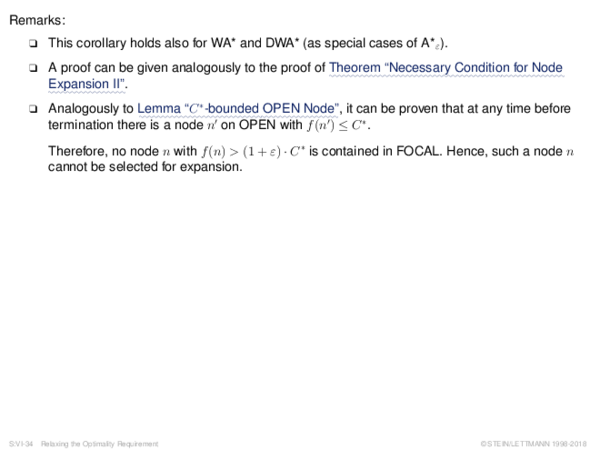 Remarks:
❑ This corollary holds also for WA* and DWA* (as special cases of A*ε).
❑ A proof can be given analogously to the proof of Theorem “Necessary Condition for Node
Expansion II”.
❑ Analogously to Lemma “C*-bounded OPEN Node”, it can be proven that at any time before
termination there is a node n′ on OPEN with f(n′) ≤ C*.
Therefore, no node n with f(n) > (1 + ε) · C* is contained in FOCAL. Hence, such a node n
cannot be selected for expansion.
S:VI-34 Relaxing the Optimality Requirement
© STEIN/LETTMANN 1998-2018